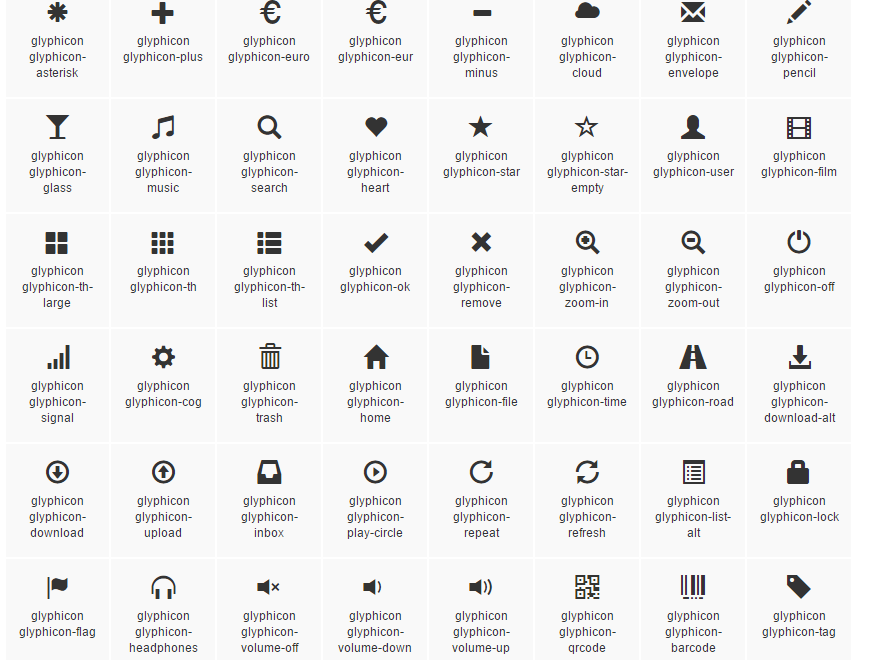 glyphicon
glyphicon-
asterisk
glyphicon
glyphicon-plus
glyphicon
glyphicon-euro
glyphicon
glyphicon-eur
glyphicon
glyphicon-
minus
glyphicon
glyphicon-
cloud
glyphicon
glyphicon-
envelope
glyphicon
glyphicon-
pencil
glyphicon
glyphicon-
glass
glyphicon
glyphicon-
music
glyphicon
glyphicon-
search
glyphicon
glyphicon-
heart
glyphicon
glyphicon-star
glyphicon
glyphicon-star-
empty
glyphicon
glyphicon-user
glyphicon
glyphicon-film
glyphicon
glyphicon-th-
large
glyphicon
glyphicon-th
glyphicon
glyphicon-th-
list
glyphicon
glyphicon-ok
glyphicon
glyphicon-
remove
glyphicon
glyphicon-
zoom-in
glyphicon
glyphicon-
zoom-out
glyphicon
glyphicon-off
glyphicon
glyphicon-
signal
glyphicon
glyphicon-cog
glyphicon
glyphicon-
trash
glyphicon
glyphicon-
home
glyphicon
glyphicon-file
glyphicon
glyphicon-time
glyphicon
glyphicon-road
glyphicon
glyphicon-
download-alt
glyphicon
glyphicon-
download
glyphicon
glyphicon-
upload
glyphicon
glyphicon-
inbox
glyphicon
glyphicon-
play-circle
glyphicon
glyphicon-
repeat
glyphicon
glyphicon-
refresh
glyphicon
glyphicon-list-
alt
glyphicon
glyphicon-lock
glyphicon
glyphicon-flag
glyphicon
glyphicon-
headphones
glyphicon
glyphicon-
volume-off
glyphicon
glyphicon-
volume-down
glyphicon
glyphicon-
volume-up
glyphicon
glyphicon-
qrcode
glyphicon
glyphicon-
barcode
glyphicon
glyphicon-tag